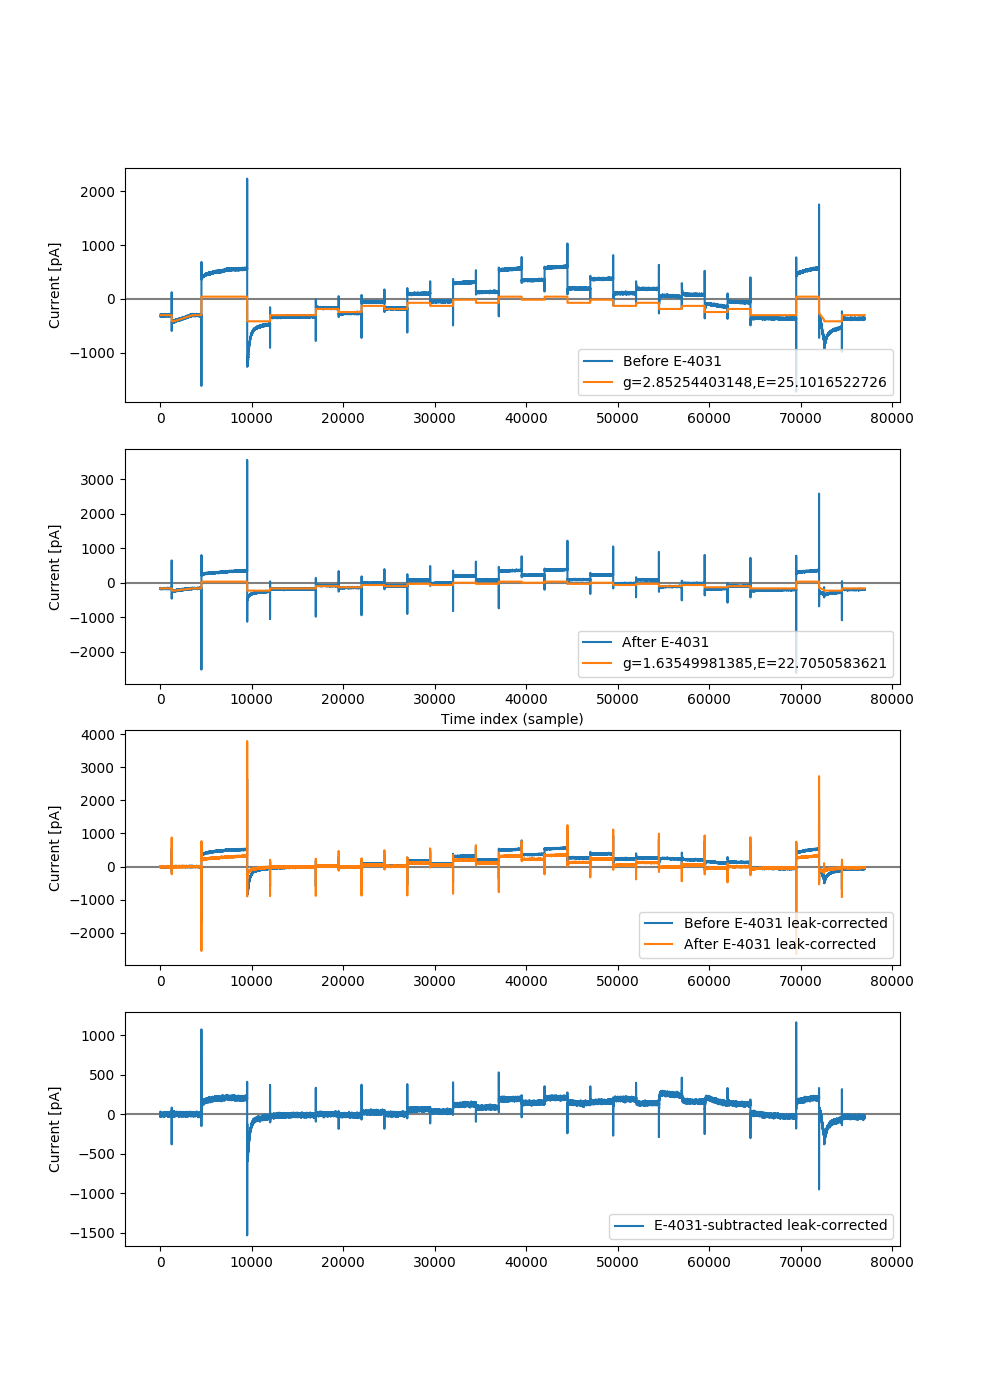 2000
1000
0
−1000
Current [pA]
Before E-4031
g=2.85254403148,E=25.1016522726
0 10000 20000 30000 40000 50000 60000 70000 80000
3000
2000
1000
0
−1000
−2000
Current [pA]
After E-4031
g=1.63549981385,E=22.7050583621
0 10000 20000 30000 40000 50000 60000 70000 80000
Time index (sample)
4000
3000
2000
1000
0
−1000
−2000
Current [pA]
Before E-4031 leak-corrected
After E-4031 leak-corrected
0 10000 20000 30000 40000 50000 60000 70000 80000
1000
500
0
−500
−1000
−1500
Current [pA]
E-4031-subtracted leak-corrected
0 10000 20000 30000 40000 50000 60000 70000 80000